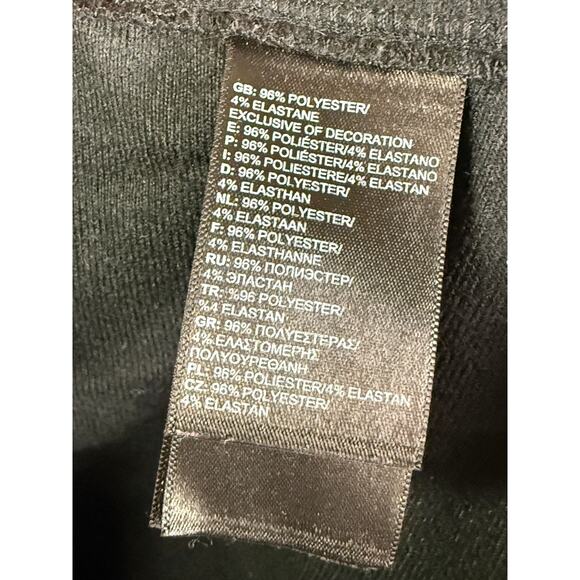 GB: 96% POLYESTER/
4% ELASTANE
EXCLUSIVE OF DECORATION
E: 96% POLIÉSTER/4% ELASTANO
P: 96% POLIÉSTER/4% ELASTANO
I: 96% POLIESTERE/4% ELASTAN
D: 96% POLYESTER/
4% ELASTHAN
NL: 96% POLYESTER/
4% ELASTAAN
F: 96% POLYESTER/
4% ELASTHANNE
RU: 96% ПОЛИЭСТЕР/
4% ЭЛАСТАН
TR: %96 POLYESTER/
%4 ELASTAN
GR: 96% ΠΟΛΥΕΣΤΕΡΑΣ/
4% ΕΛΑΣΤΟΜΕΡΗΣ
ΠΟΛΥΟΥΡΕΘΑΝΗ
PL: 96% POLIESTER/4% ELASTAN
CZ: 96% POLYESTER/
4% ELASTAN